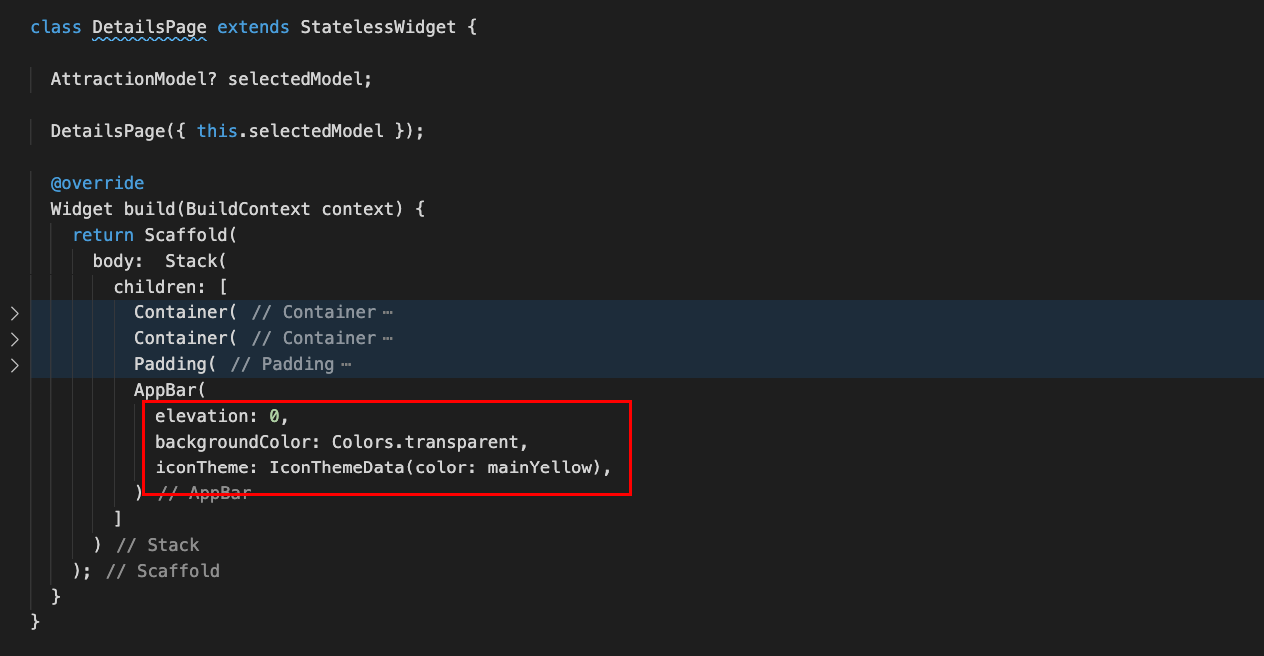 class DetailsPage extends StatelessWidget {
AttractionModel? selectedModel;
DetailsPage({ this.selectedModel });
@override
Widget build(BuildContext context) {
return Scaffold(
body:  Stack(
children: [
Container( // Container ⋯
Container( // Container ⋯
Padding( // Padding ⋯
AppBar(
elevation: 0,
backgroundColor: Colors.transparent,
iconTheme: IconThemeData(color: mainYellow),
) // AppBar
]
) // Stack
); // Scaffold
}
}